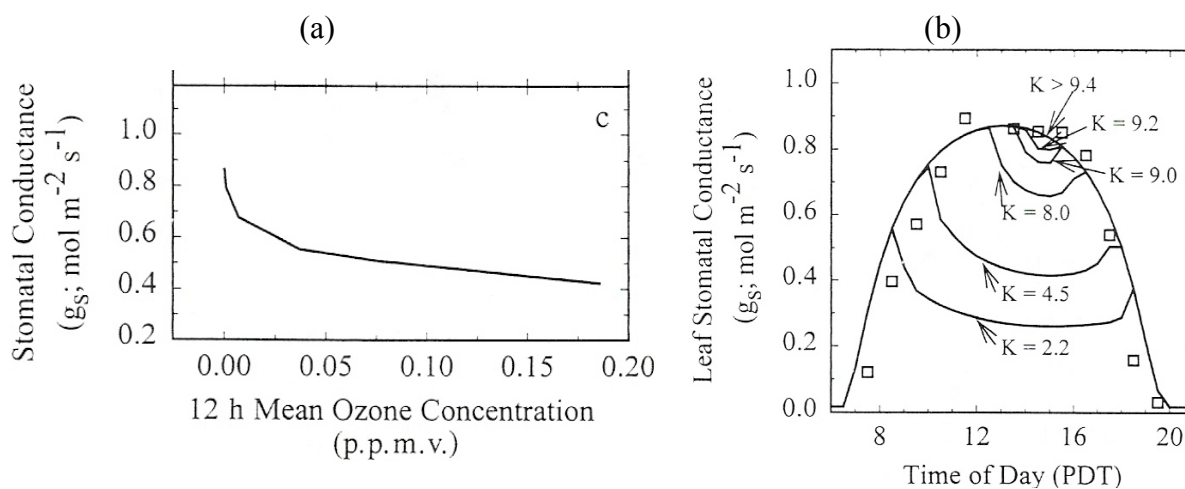 (a)
c
Stomatal Conductance
(gS; mol m-2 s-1)
1.0
0.8
0.6
0.4
0.2
0.00 0.05 0.10 0.15 0.20
12 h Mean Ozone Concentration
(p.p.m.v.)
(b)
Leaf Stomatal Conductance
(gS; mol m-2 s-1)
1.0
0.8
0.6
0.4
0.2
0.0
K > 9.4
K = 9.2
K = 9.0
K = 8.0
K = 4.5
K = 2.2
8 12 16 20
Time of Day (PDT)